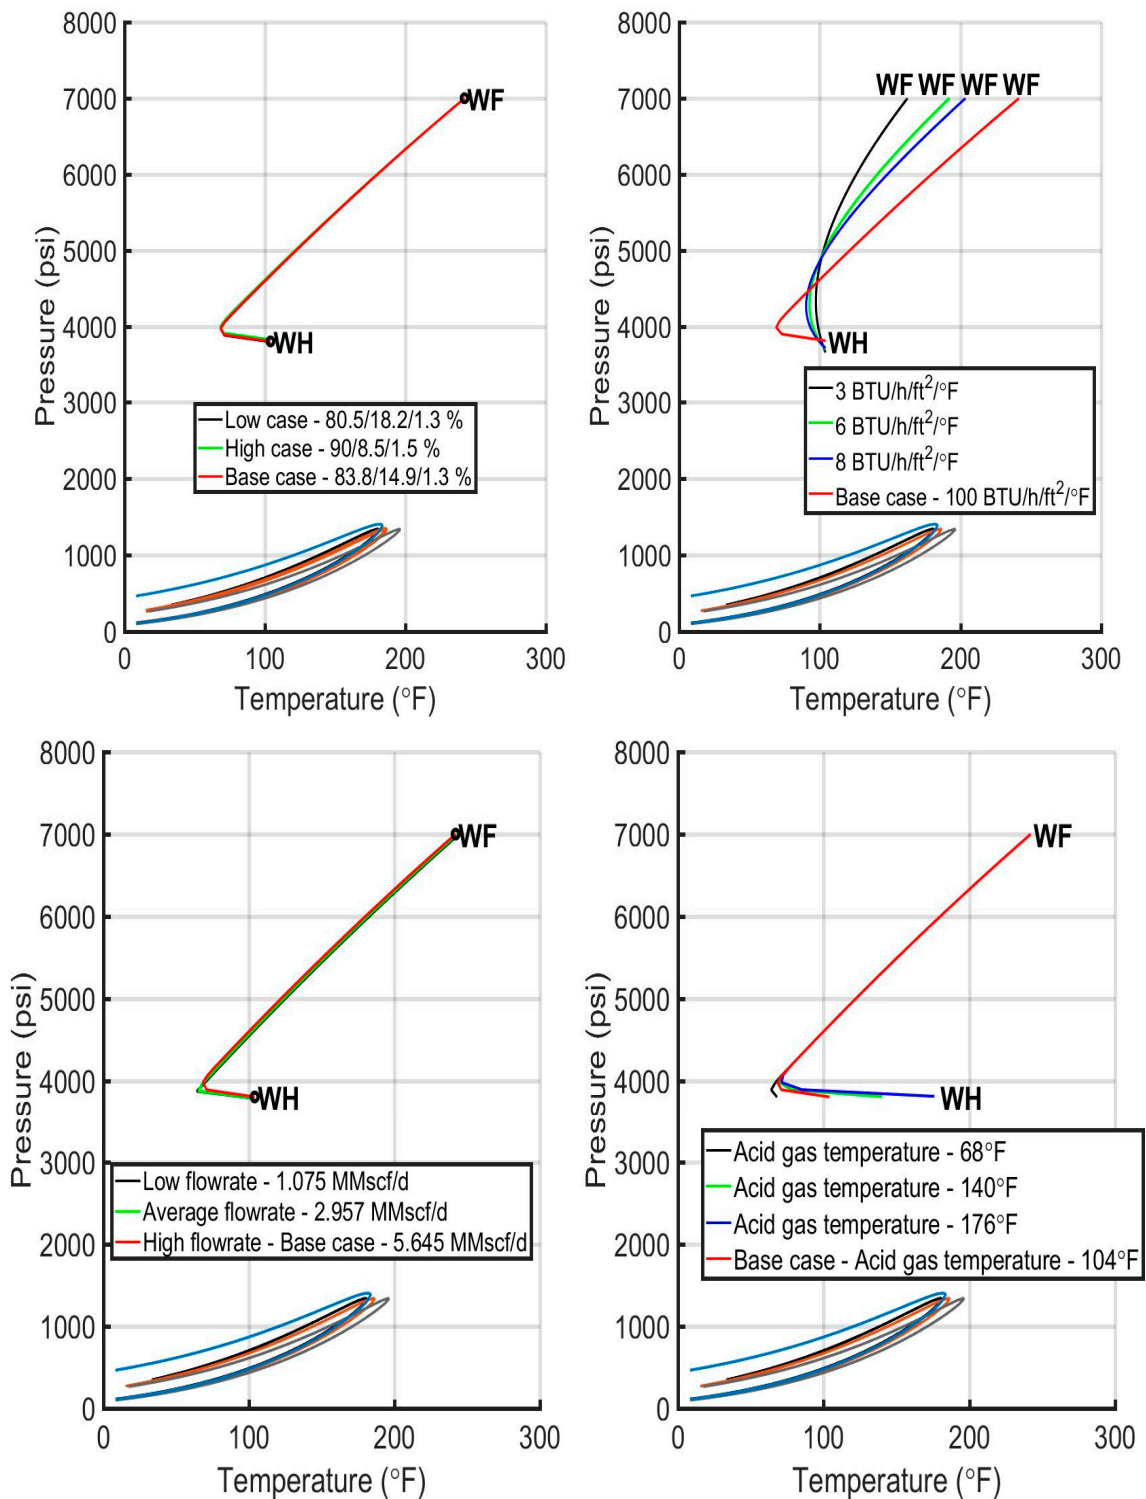 8000
7000
6000
5000
4000
3000
2000
1000
0
Pressure (psi)
WF
WH
Low case - 80.5/18.2/1.3 %
High case - 90/8.5/1.5 %
Base case - 83.8/14.9/1.3 %
0 100 200 300
Temperature (°F)
8000
7000
6000
5000
4000
3000
2000
1000
0
Pressure (psi)
WF WF WF WF
WH
3 BTU/h/ft²/°F
6 BTU/h/ft²/°F
8 BTU/h/ft²/°F
Base case - 100 BTU/h/ft²/°F
0 100 200 300
Temperature (°F)
8000
7000
6000
5000
4000
3000
2000
1000
0
Pressure (psi)
WF
WH
Low flowrate - 1.075 MMscf/d
Average flowrate - 2.957 MMscf/d
High flowrate - Base case - 5.645 MMscf/d
0 100 200 300
Temperature (°F)
8000
7000
6000
5000
4000
3000
2000
1000
0
Pressure (psi)
WF
WH
Acid gas temperature - 68°F
Acid gas temperature - 140°F
Acid gas temperature - 176°F
Base case - Acid gas temperature - 104°F
0 100 200 300
Temperature (°F)